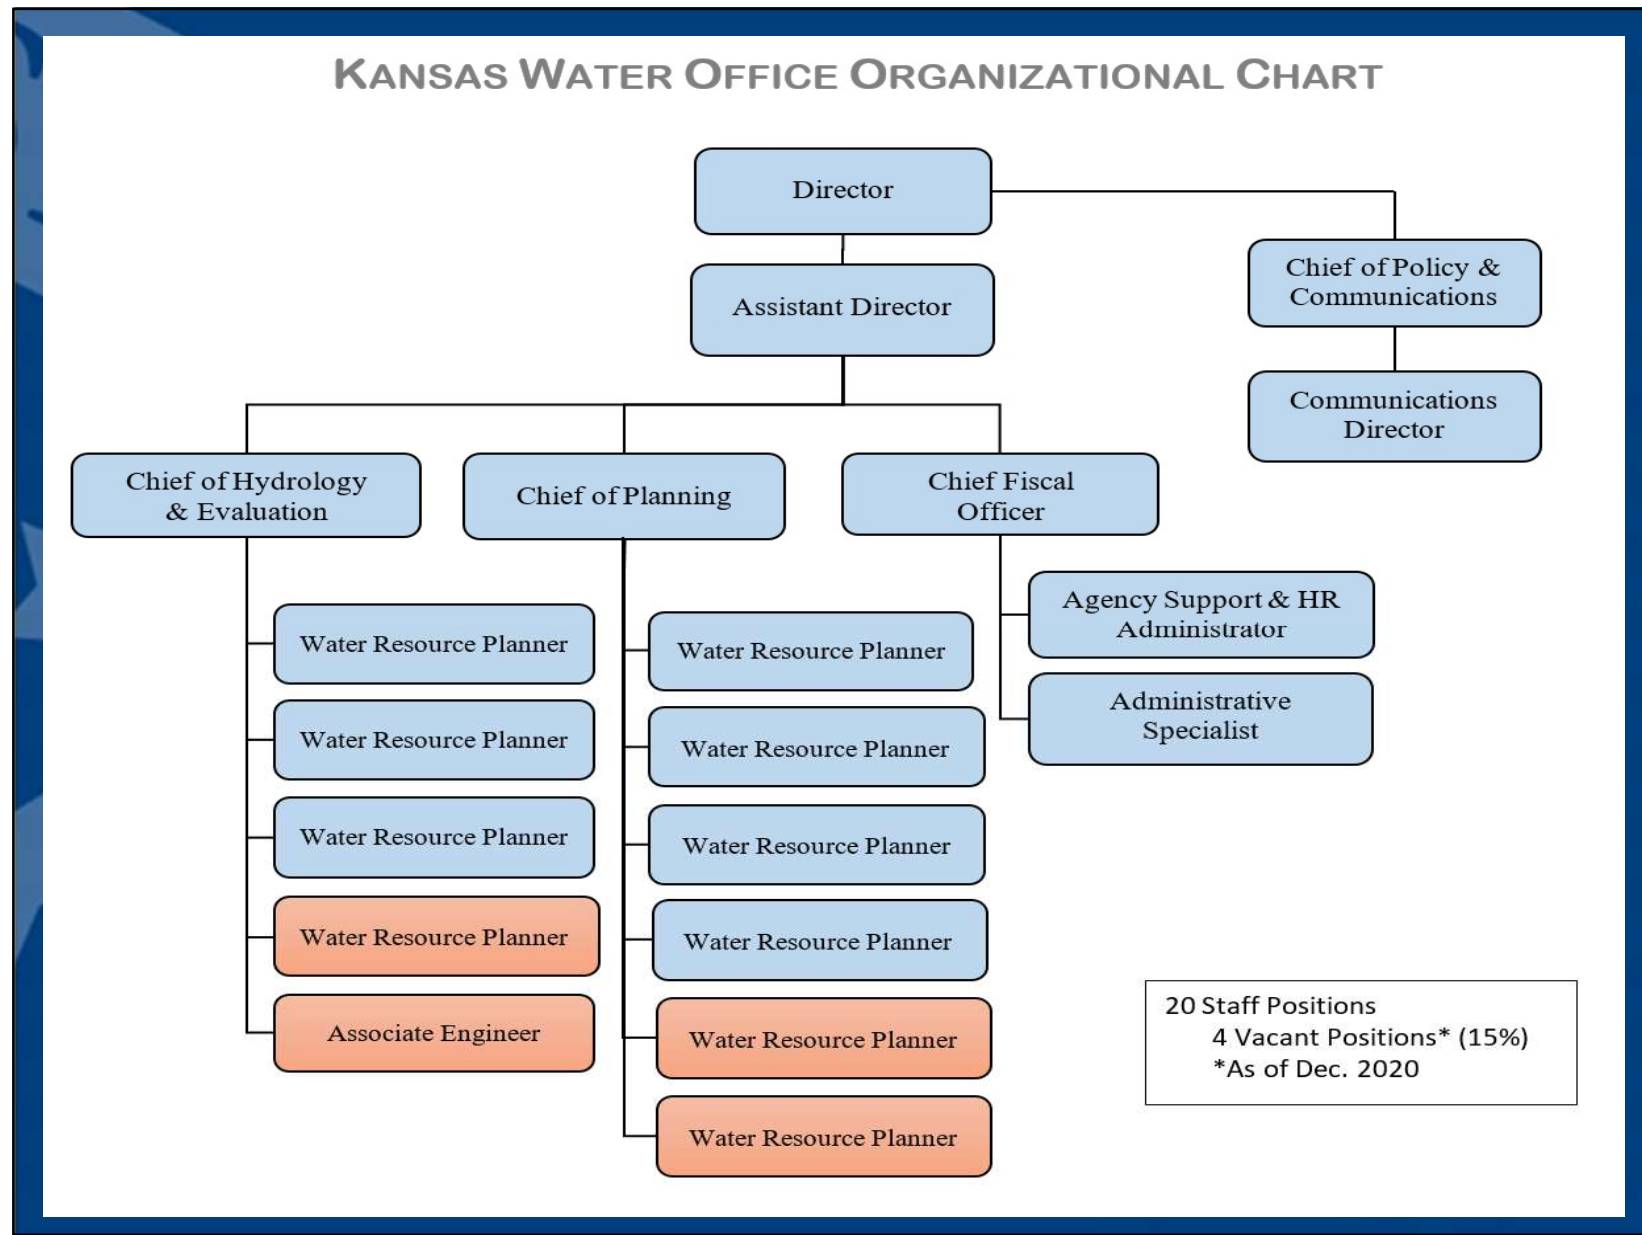 KANSAS WATER OFFICE ORGANIZATIONAL CHART
Director
Assistant Director
Chief of Policy &
Communications
Communications
Director
Chief of Hydrology
& Evaluation
Water Resource Planner
Water Resource Planner
Water Resource Planner
Water Resource Planner
Associate Engineer
Chief of Planning
Water Resource Planner
Water Resource Planner
Water Resource Planner
Water Resource Planner
Water Resource Planner
Water Resource Planner
Chief Fiscal
Officer
Agency Support & HR
Administrator
Administrative
Specialist
20 Staff Positions
4 Vacant Positions* (15%)
*As of Dec. 2020